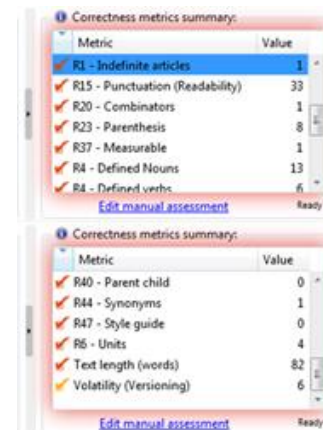 Correctness metrics summary:
Metric Value
R1 - Indefinite articles 1
R15 - Punctuation (Readability) 33
R20 - Combinators 1
R23 - Parenthesis 8
R37 - Measurable 1
R4 - Defined Nouns 13
R4 - Defined verbs 6
Edit manual assessment Ready
Correctness metrics summary:
Metric Value
R40 - Parent child 0
R44 - Synonyms 1
R47 - Style guide 0
R6 - Units 4
Text length (words) 82
Volatility (Versioning) 6
Edit manual assessment Ready